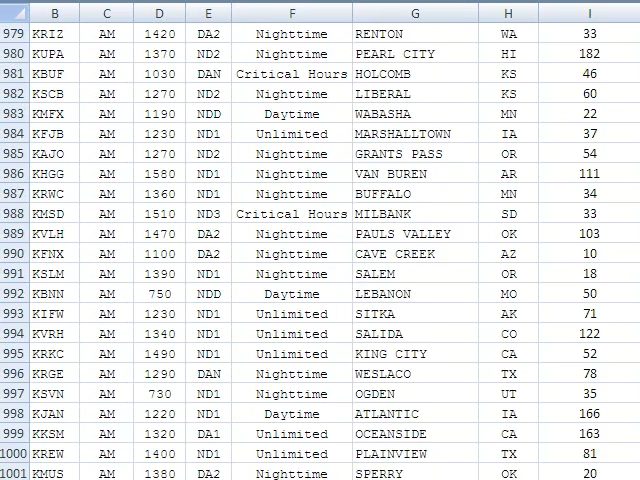 B C D E F G H I
979 KRIZ AM 1420 DA2 Nighttime RENTON WA 33
980 KUPA AM 1370 ND2 Nighttime PEARL CITY HI 182
981 KBUF AM 1030 DAN Critical Hours HOLCOMB KS 46
982 KSCB AM 1270 ND2 Nighttime LIBERAL KS 60
983 KMFX AM 1190 NDD Daytime WABASHA MN 22
984 KFJB AM 1230 ND1 Unlimited MARSHALLTOWN IA 37
985 KAJO AM 1270 ND2 Nighttime GRANTS PASS OR 54
986 KHGG AM 1580 ND1 Nighttime VAN BUREN AR 111
987 KRWC AM 1360 ND1 Nighttime BUFFALO MN 34
988 KMSD AM 1510 ND3 Critical Hours MILBANK SD 33
989 KVLH AM 1470 DA2 Nighttime PAULS VALLEY OK 103
990 KFNX AM 1100 DA2 Nighttime CAVE CREEK AZ 10
991 KSLM AM 1390 ND1 Nighttime SALEM OR 18
992 KBNN AM 750 NDD Daytime LEBANON MO 50
993 KIFW AM 1230 ND1 Unlimited SITKA AK 71
994 KVRH AM 1340 ND1 Unlimited SALIDA CO 122
995 KRKC AM 1490 ND1 Unlimited KING CITY CA 52
996 KRGE AM 1290 DAN Nighttime WESLACO TX 78
997 KSVN AM 730 ND1 Nighttime OGDEN UT 35
998 KJAN AM 1220 ND1 Daytime ATLANTIC IA 166
999 KKSM AM 1320 DA1 Unlimited OCEANSIDE CA 163
1000 KREW AM 1400 ND1 Unlimited PLAINVIEW TX 81
1001 KMUS AM 1380 DA2 Nighttime SPERRY OK 20